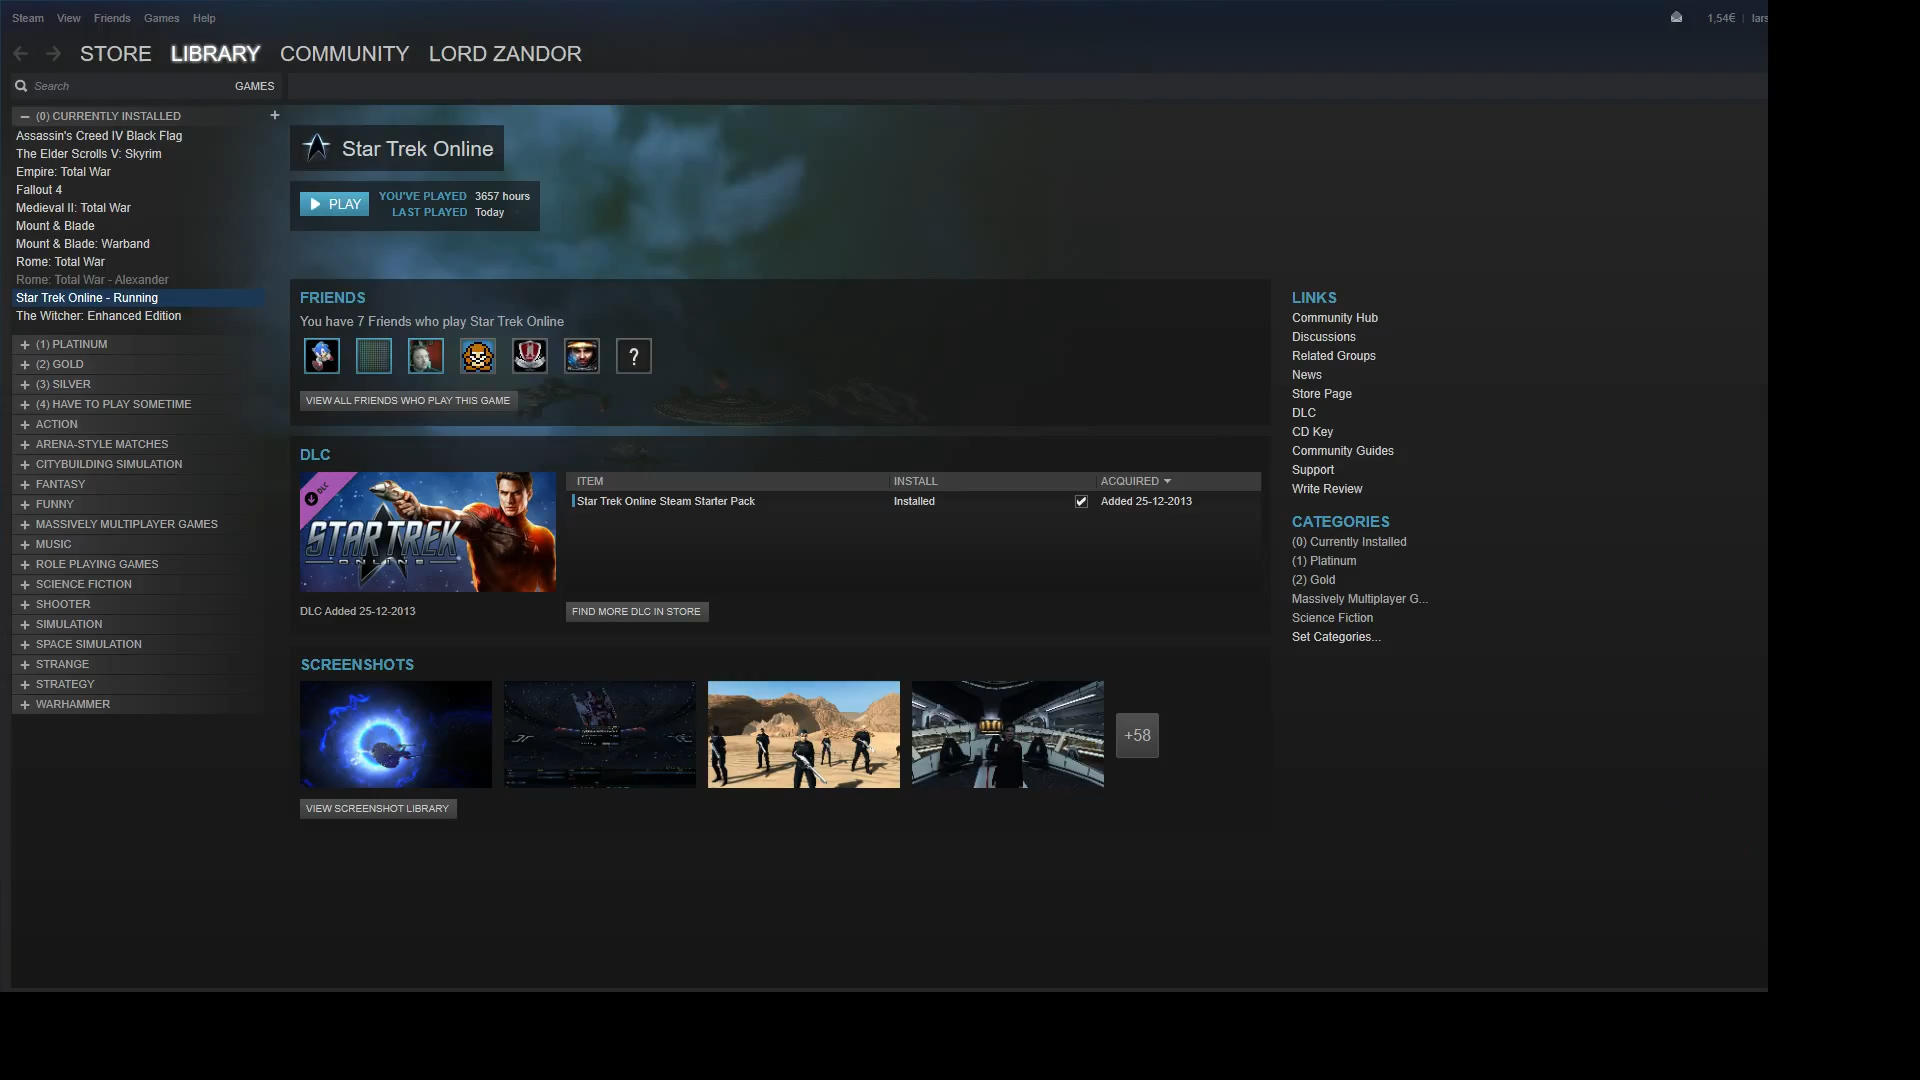 Steam View Friends Games Help
1,54€ | lars
STORE LIBRARY COMMUNITY LORD ZANDOR
Search GAMES
(0) CURRENTLY INSTALLED
Assassin's Creed IV Black Flag
The Elder Scrolls V: Skyrim
Empire: Total War
Fallout 4
Medieval II: Total War
Mount & Blade
Mount & Blade: Warband
Rome: Total War
Rome: Total War - Alexander
Star Trek Online - Running
The Witcher: Enhanced Edition
(1) PLATINUM
(2) GOLD
(3) SILVER
(4) HAVE TO PLAY SOMETIME
ACTION
ARENA-STYLE MATCHES
CITYBUILDING SIMULATION
FANTASY
FUNNY
MASSIVELY MULTIPLAYER GAMES
MUSIC
ROLE PLAYING GAMES
SCIENCE FICTION
SHOOTER
SIMULATION
SPACE SIMULATION
STRANGE
STRATEGY
WARHAMMER
Star Trek Online
PLAY
YOU'VE PLAYED 3657 hours
LAST PLAYED Today
FRIENDS
You have 7 Friends who play Star Trek Online
?
VIEW ALL FRIENDS WHO PLAY THIS GAME
DLC
DLC
STAR TREK
ONLINE
DLC Added 25-12-2013
ITEM INSTALL ACQUIRED
Star Trek Online Steam Starter Pack Installed Added 25-12-2013
FIND MORE DLC IN STORE
SCREENSHOTS
+58
VIEW SCREENSHOT LIBRARY
LINKS
Community Hub
Discussions
Related Groups
News
Store Page
DLC
CD Key
Community Guides
Support
Write Review
CATEGORIES
(0) Currently Installed
(1) Platinum
(2) Gold
Massively Multiplayer G...
Science Fiction
Set Categories...